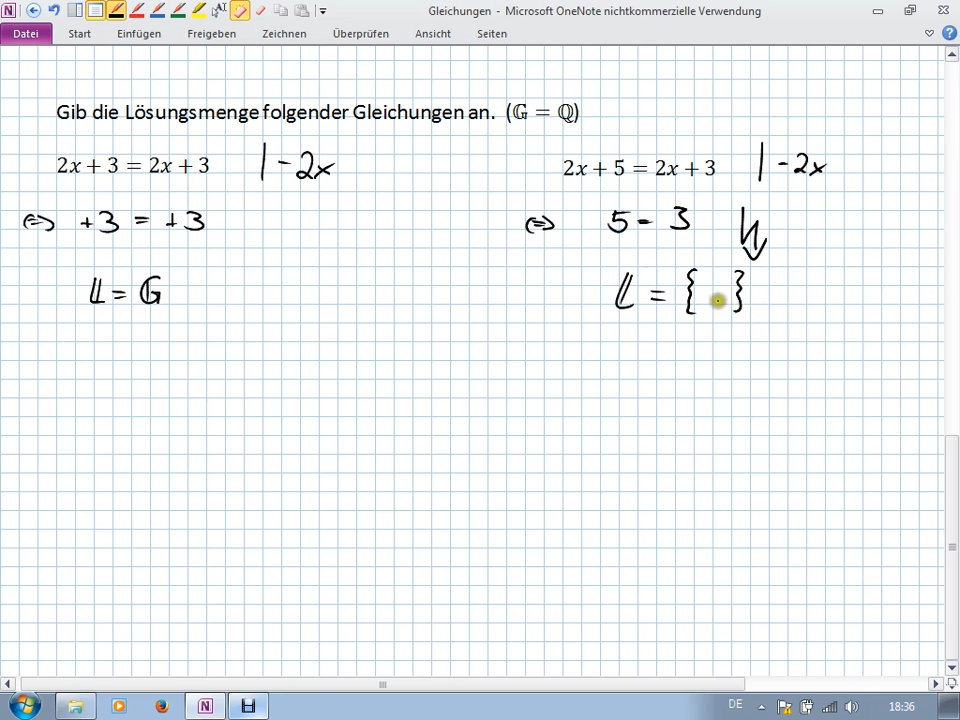 Gleichungen - Microsoft OneNote nichtkommerzielle Verwendung
Datei Start Einfügen Freigeben Zeichnen Überprüfen Ansicht Seiten
Gib die Lösungsmenge folgender Gleichungen an. (𝔾 = ℚ)
2x + 3 = 2x + 3 | - 2x
⇔ +3 = +3
𝕃 = 𝔾
2x + 5 = 2x + 3 | - 2x
⇔ 5 = 3 ↯
𝕃 = { }
DE 18:36